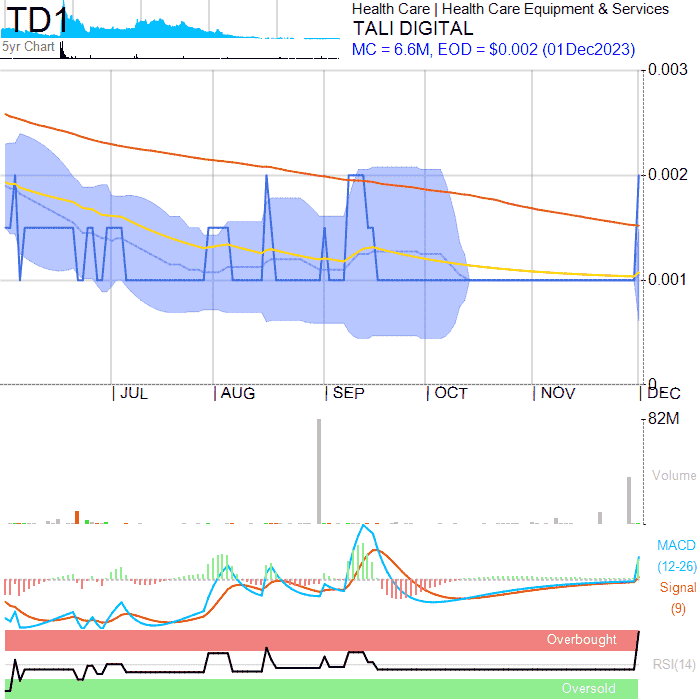 TD1
Health Care | Health Care Equipment & Services
TALI DIGITAL
MC = 6.6M, EOD = $0.002 (01Dec2023)
5yr Chart
0.003
0.002
0.001
0
JUL
AUG
SEP
OCT
NOV
DEC
82M
Volume
MACD
(12-26)
Signal
(9)
Overbought
RSI(14)
Oversold